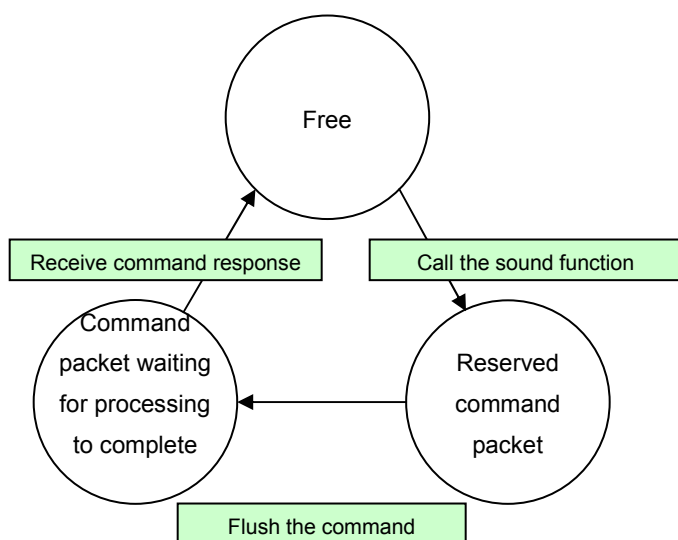 Free
Receive command response
Call the sound function
Command
packet waiting
for processing
to complete
Reserved
command
packet
Flush the command